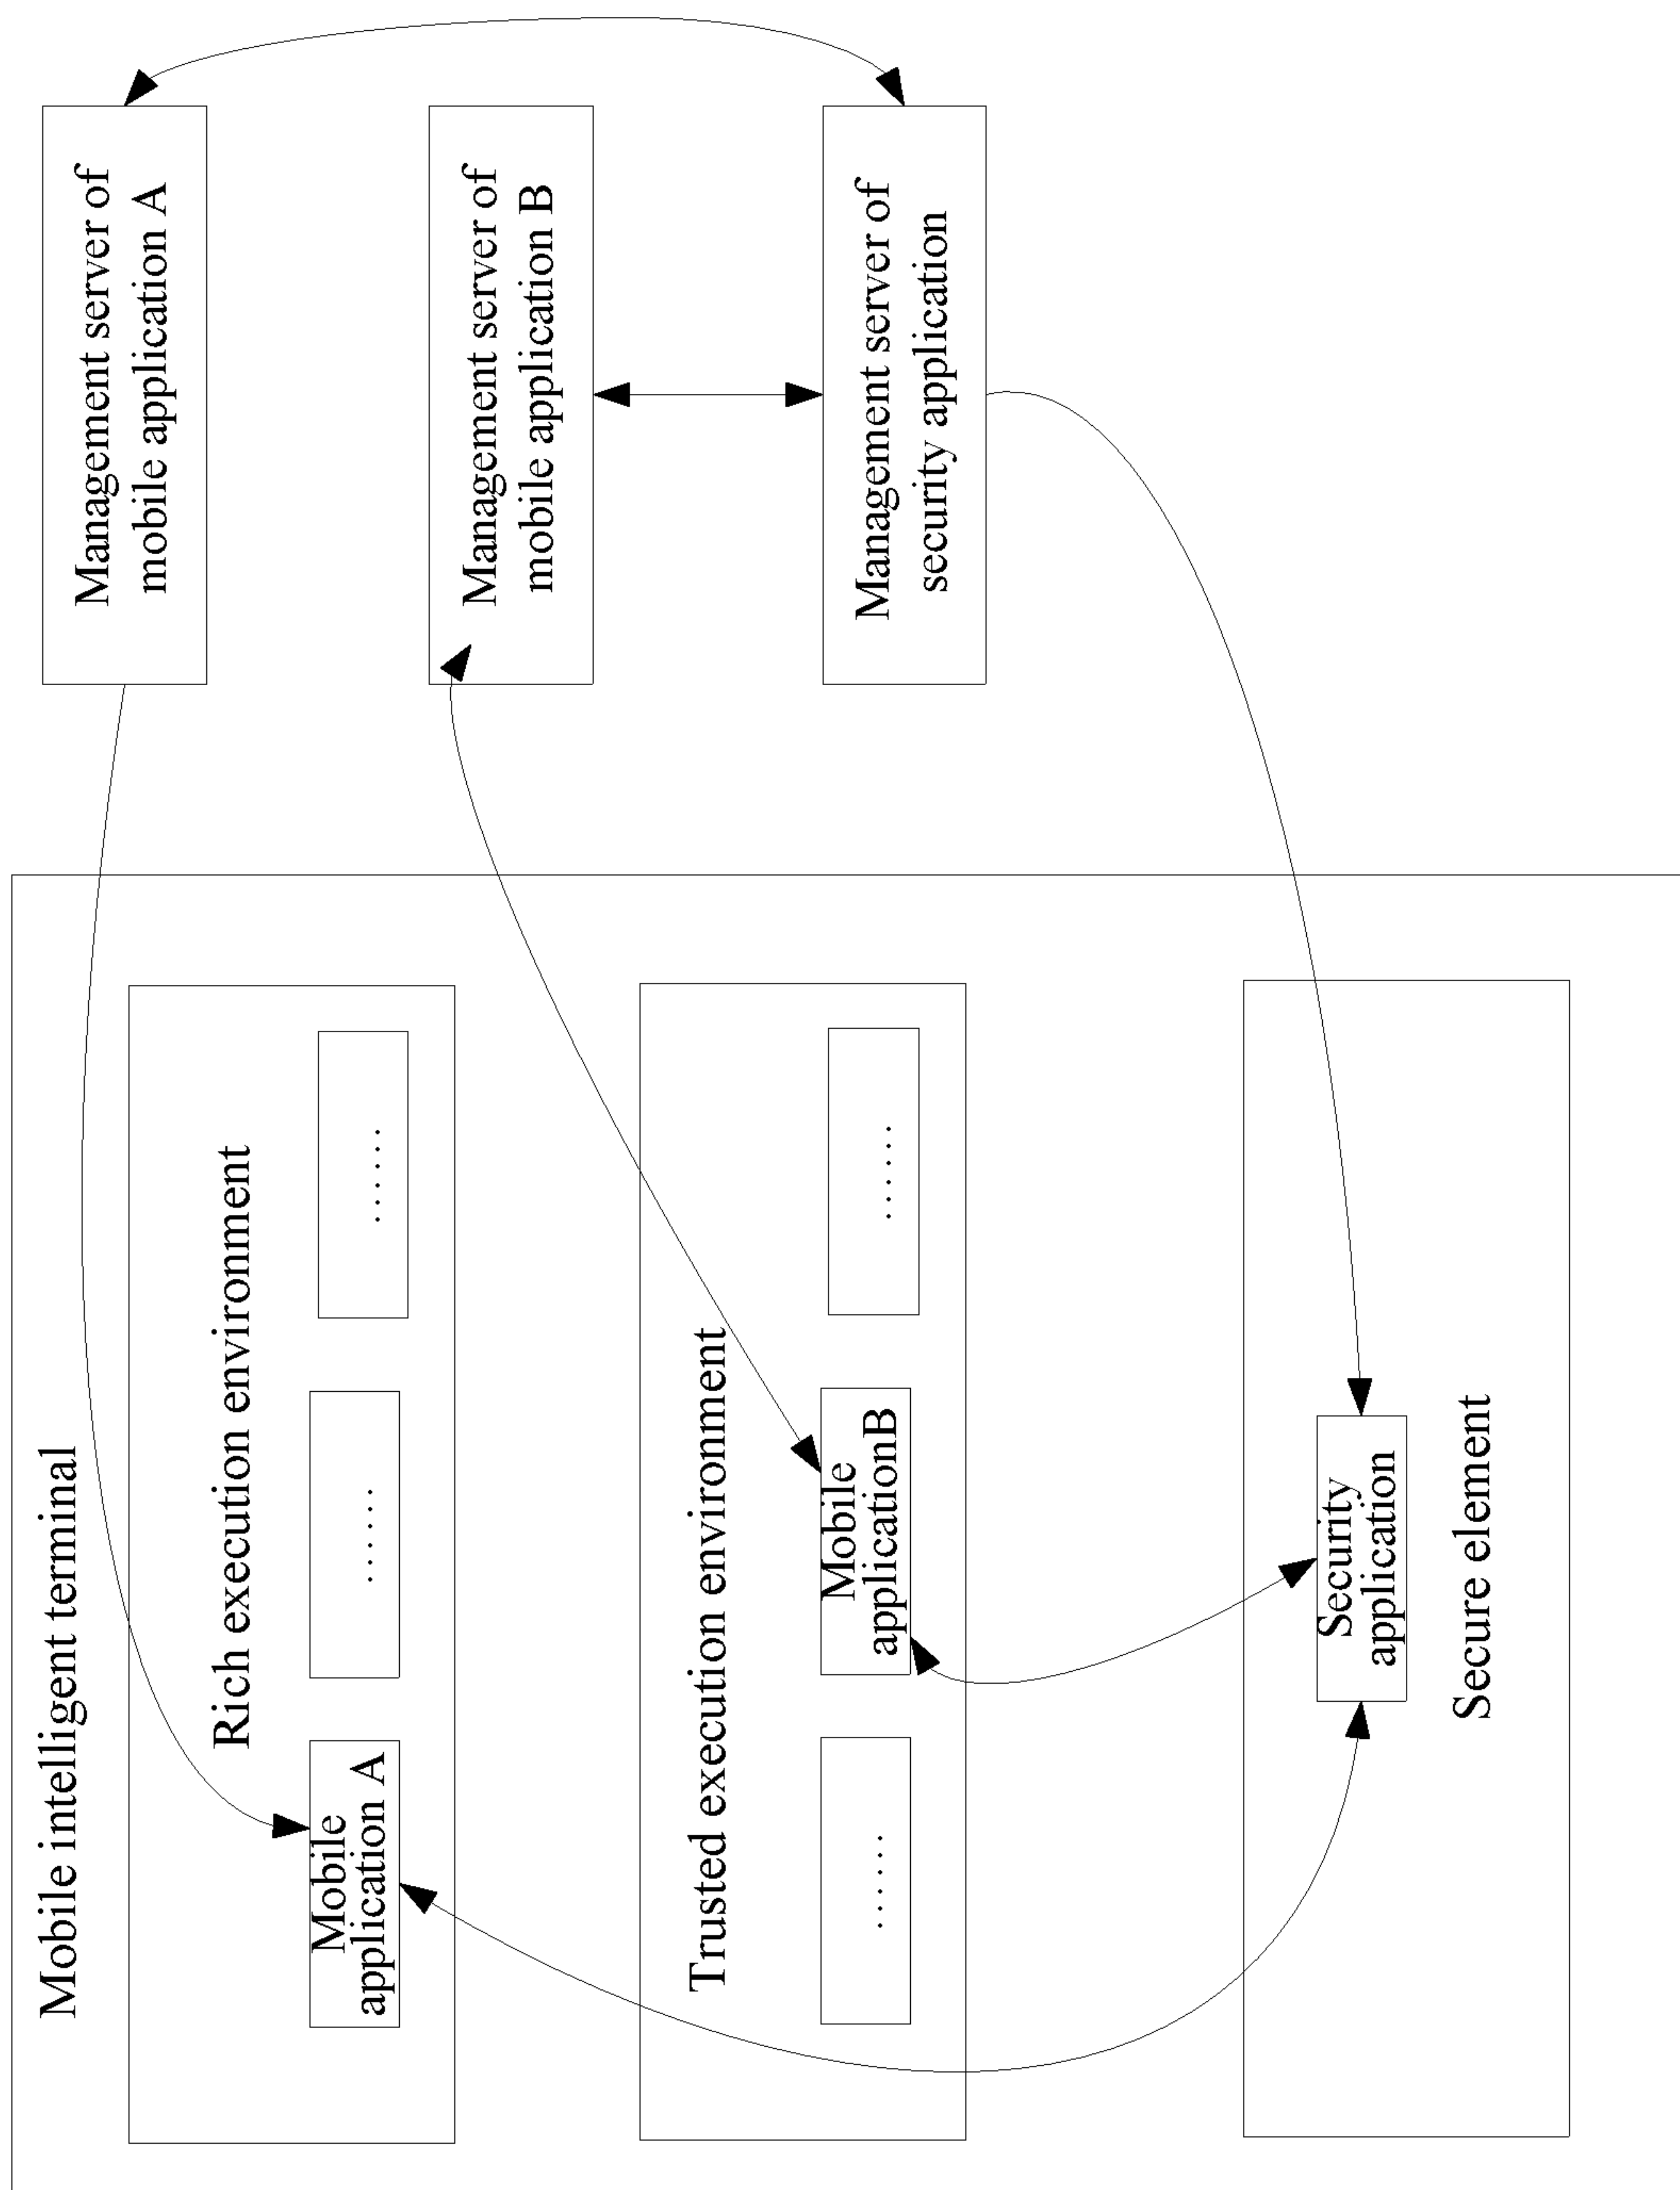 Mobile intelligent terminal
Rich execution environment
Mobile
application A
......
......
Trusted execution environment
......
Mobile
applicationB
......
Security
application
Secure element
Management server of
mobile application A
Management server of
mobile application B
Management server of
security application